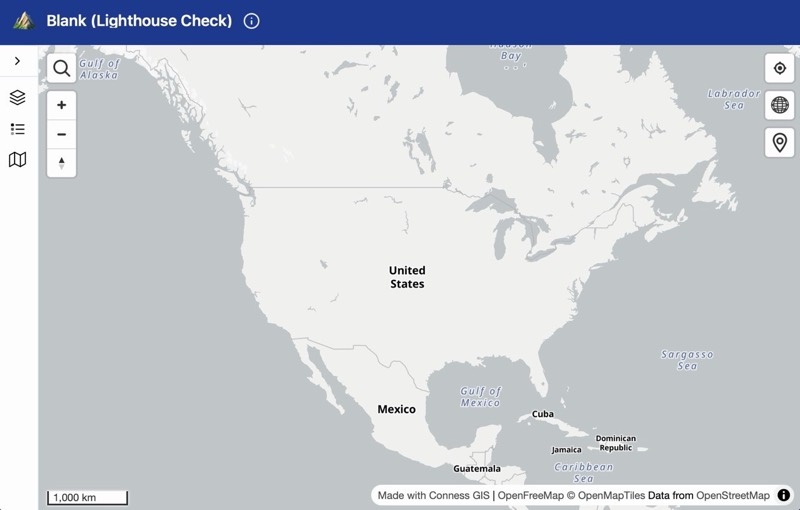 Blank (Lighthouse Check)
Hudson
Bay
Gulf of
Alaska
Labrador
Sea
United
States
Sargasso
Sea
Gulf of
Mexico
Mexico
Cuba
Dominican
Republic
Jamaica
Guatemala
Caribbean
Sea
1,000 km
Made with Conness GIS | OpenFreeMap © OpenMapTiles Data from OpenStreetMap